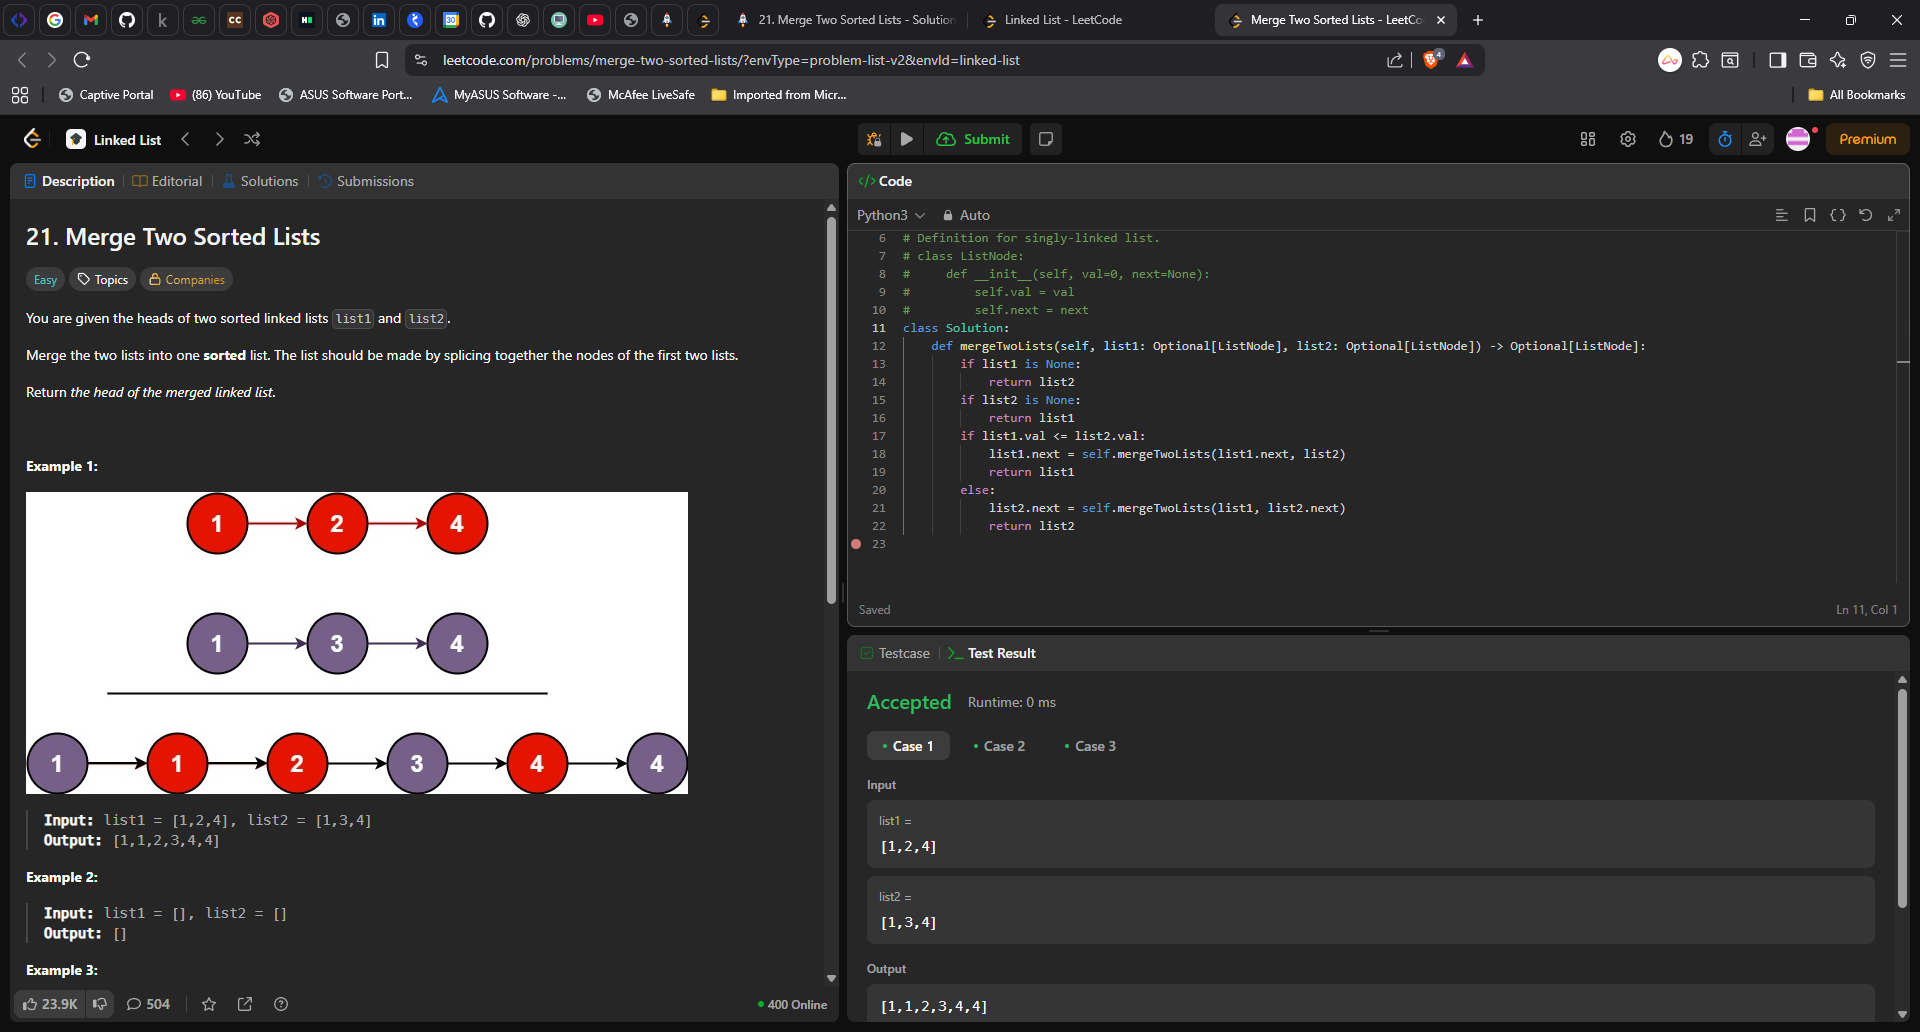 21. Merge Two Sorted Lists - Solution
Linked List - LeetCode
Merge Two Sorted Lists - LeetCo
leetcode.com/problems/merge-two-sorted-lists/?envType=problem-list-v2&envId=linked-list
4
Captive Portal
(86) YouTube
ASUS Software Port...
MyASUS Software -...
McAfee LiveSafe
Imported from Micr...
All Bookmarks
Linked List
Submit
19
Premium
Description
Editorial
Solutions
Submissions
21. Merge Two Sorted Lists
Easy
Topics
Companies
You are given the heads of two sorted linked lists list1 and list2.
Merge the two lists into one sorted list. The list should be made by splicing together the nodes of the first two lists.
Return the head of the merged linked list.
Example 1:
1 2 4
1 3 4
1 1 2 3 4 4
Input: list1 = [1,2,4], list2 = [1,3,4]
Output: [1,1,2,3,4,4]
Example 2:
Input: list1 = [], list2 = []
Output: []
Example 3:
23.9K
504
400 Online
Code
Python3
Auto
6 # Definition for singly-linked list.
7 # class ListNode:
8 #     def __init__(self, val=0, next=None):
9 #         self.val = val
10 #         self.next = next
11 class Solution:
12     def mergeTwoLists(self, list1: Optional[ListNode], list2: Optional[ListNode]) -> Optional[ListNode]:
13         if list1 is None:
14             return list2
15         if list2 is None:
16             return list1
17         if list1.val <= list2.val:
18             list1.next = self.mergeTwoLists(list1.next, list2)
19             return list1
20         else:
21             list2.next = self.mergeTwoLists(list1, list2.next)
22             return list2
23
Saved
Ln 11, Col 1
Testcase
Test Result
Accepted
Runtime: 0 ms
Case 1
Case 2
Case 3
Input
list1 =
[1,2,4]
list2 =
[1,3,4]
Output
[1,1,2,3,4,4]